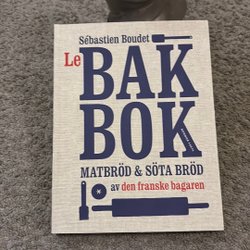 Sébastien Boudet
Le
BAK
BOK
MATBRÖD & SÖTA BRÖD
av den franske bagaren